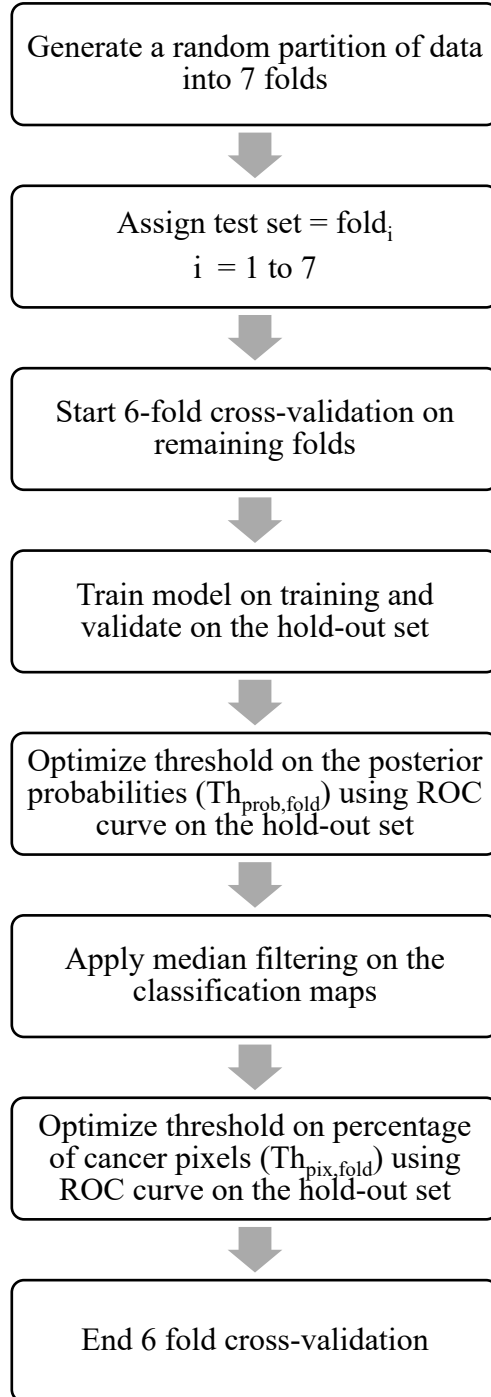 Generate a random partition of data
into 7 folds
Assign test set = fold_i
i = 1 to 7
Start 6-fold cross-validation on
remaining folds
Train model on training and
validate on the hold-out set
Optimize threshold on the posterior
probabilities (Th_prob,fold) using ROC
curve on the hold-out set
Apply median filtering on the
classification maps
Optimize threshold on percentage
of cancer pixels (Th_pix,fold) using
ROC curve on the hold-out set
End 6 fold cross-validation